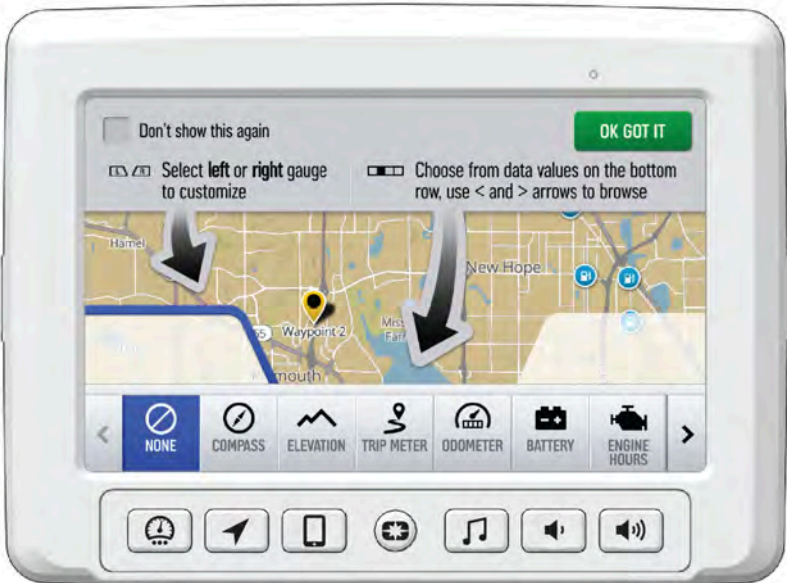 Don't show this again
OK GOT IT
Select left or right gauge
to customize
Choose from data values on the bottom
row, use < and > arrows to browse
Hamel
New Hope
55
Waypoint 2
mouth
<
NONE
COMPASS
ELEVATION
TRIP METER
ODOMETER
BATTERY
ENGINE
HOURS
>